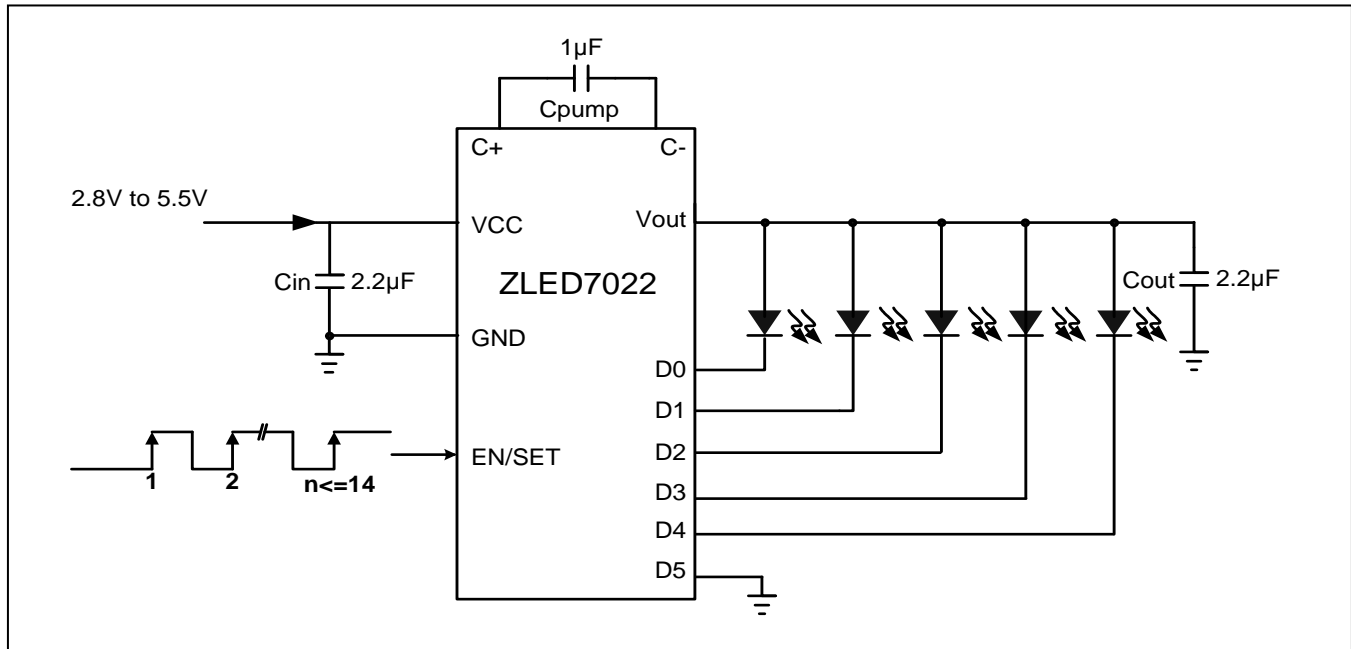 1µF
Cpump
C+ C-
2.8V to 5.5V
VCC Vout
Cin 2.2µF
ZLED7022
Cout 2.2µF
GND
D0
D1
EN/SET D2
1 2 n<=14
D3
D4
D5